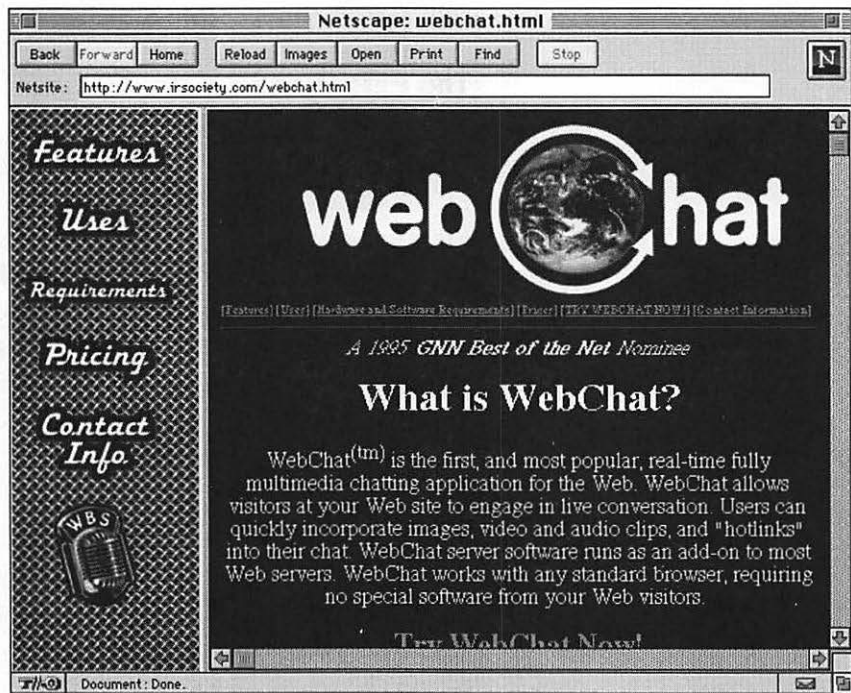 Netscape: webchat.html
Back Forward Home Reload Images Open Print Find Stop
N
Netsite: http://www.irsociety.com/webchat.html
Features
Uses
Requirements
Pricing
Contact
Info
WBS
web hat
[Features] [Uses] [Hardware and Software Requirements] [Prices] [TRY WEBCHAT NOW!] [Contact Information]
A 1995 GNN Best of the Net Nominee
What is WebChat?
WebChat(tm) is the first, and most popular, real-time fully
multimedia chatting application for the Web. WebChat allows
visitors at your Web site to engage in live conversation. Users can
quickly incorporate images, video and audio clips, and "hotlinks"
into their chat. WebChat server software runs as an add-on to most
Web servers. WebChat works with any standard browser, requiring
no special software from your Web visitors.
Try WebChat Now!
Document: Done.